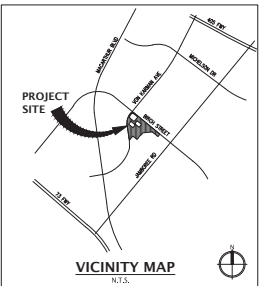 405 FWY
MACARTHUR BLVD
MICHELSON DR
VON KARMAN AVE
PROJECT
SITE
BIRCH STREET
JAMBOREE RD
73 FWY
VICINITY MAP
N.T.S.
N